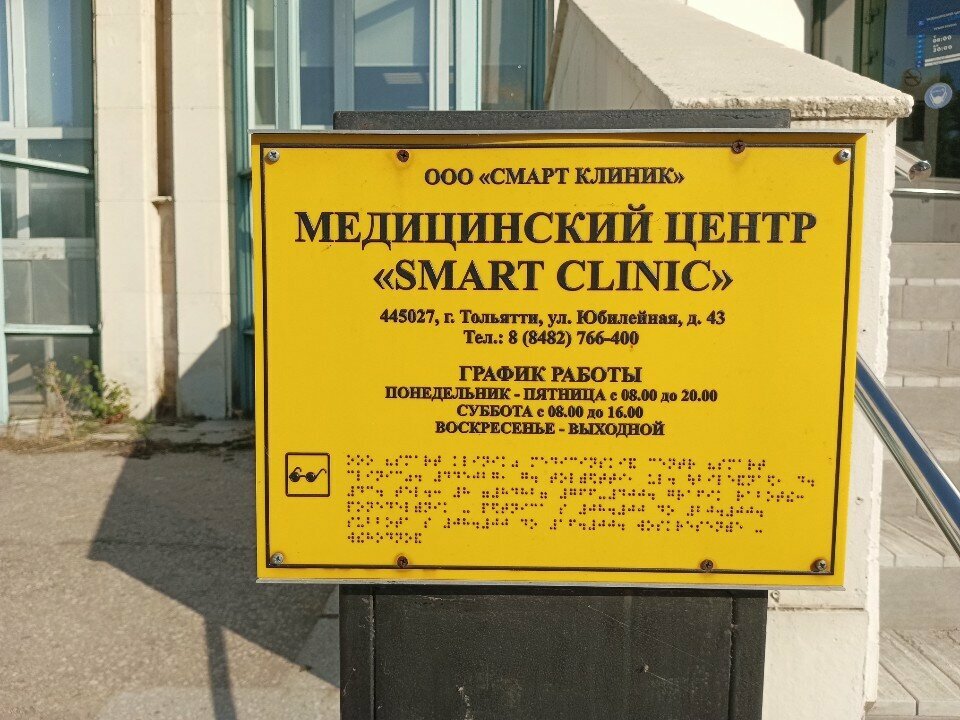 ООО «СМАРТ КЛИНИК»
МЕДИЦИНСКИЙ ЦЕНТР
«SMART CLINIC»
445027, г. Тольятти, ул. Юбилейная, д. 43
Тел.: 8 (8482) 766-400
ГРАФИК РАБОТЫ
ПОНЕДЕЛЬНИК - ПЯТНИЦА с 08.00 до 20.00
СУББОТА с 08.00 до 16.00
ВОСКРЕСЕНЬЕ - ВЫХОДНОЙ